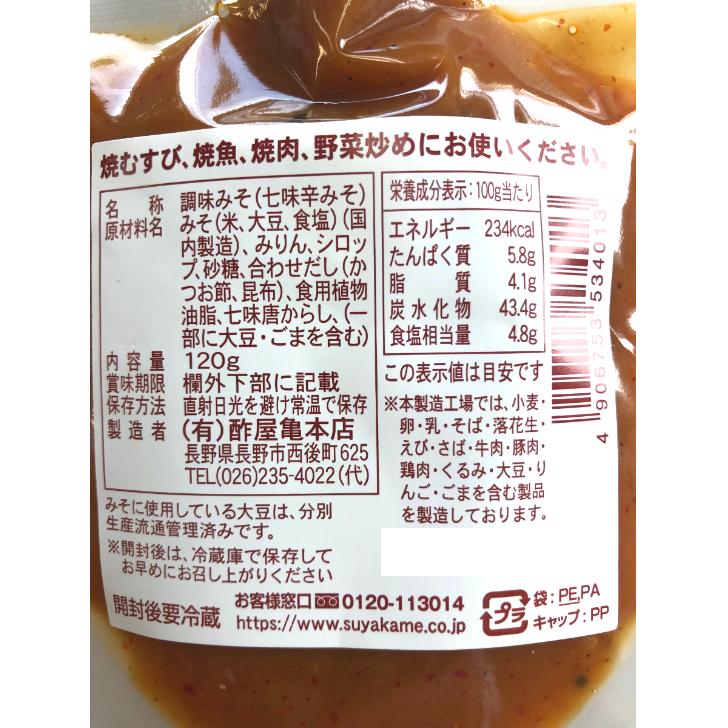 焼むすび、焼魚、焼肉、野菜炒めにお使いください。
名称 調味みそ(七味辛みそ)
原材料名 みそ(米、大豆、食塩)(国
内製造)、みりん、シロッ
プ、砂糖、合わせだし(か
つお節、昆布)、食用植物
油脂、七味唐からし、(一
部に大豆・ごまを含む)
内容量 120g
賞味期限 欄外下部に記載
保存方法 直射日光を避け常温で保存
製造者 (有)酢屋亀本店
長野県長野市西後町625
TEL(026)235-4022(代)
栄養成分表示:100g当たり
エネルギー 234kcal
たんぱく質 5.8g
脂質 4.1g
炭水化物 43.4g
食塩相当量 4.8g
この表示値は目安です
※本製造工場では、小麦・
卵・乳・そば・落花生・
えび・さば・牛肉・豚肉・
鶏肉・くるみ・大豆・り
んご・ごまを含む製品
を製造しております。
4 906753 534013
みそに使用している大豆は、分別
生産流通管理済みです。
※開封後は、冷蔵庫で保存して
お早めにお召し上がりください
開封後要冷蔵
お客様窓口 0120-113014
https://www.suyakame.co.jp
プラ
袋:PE,PA
キャップ:PP